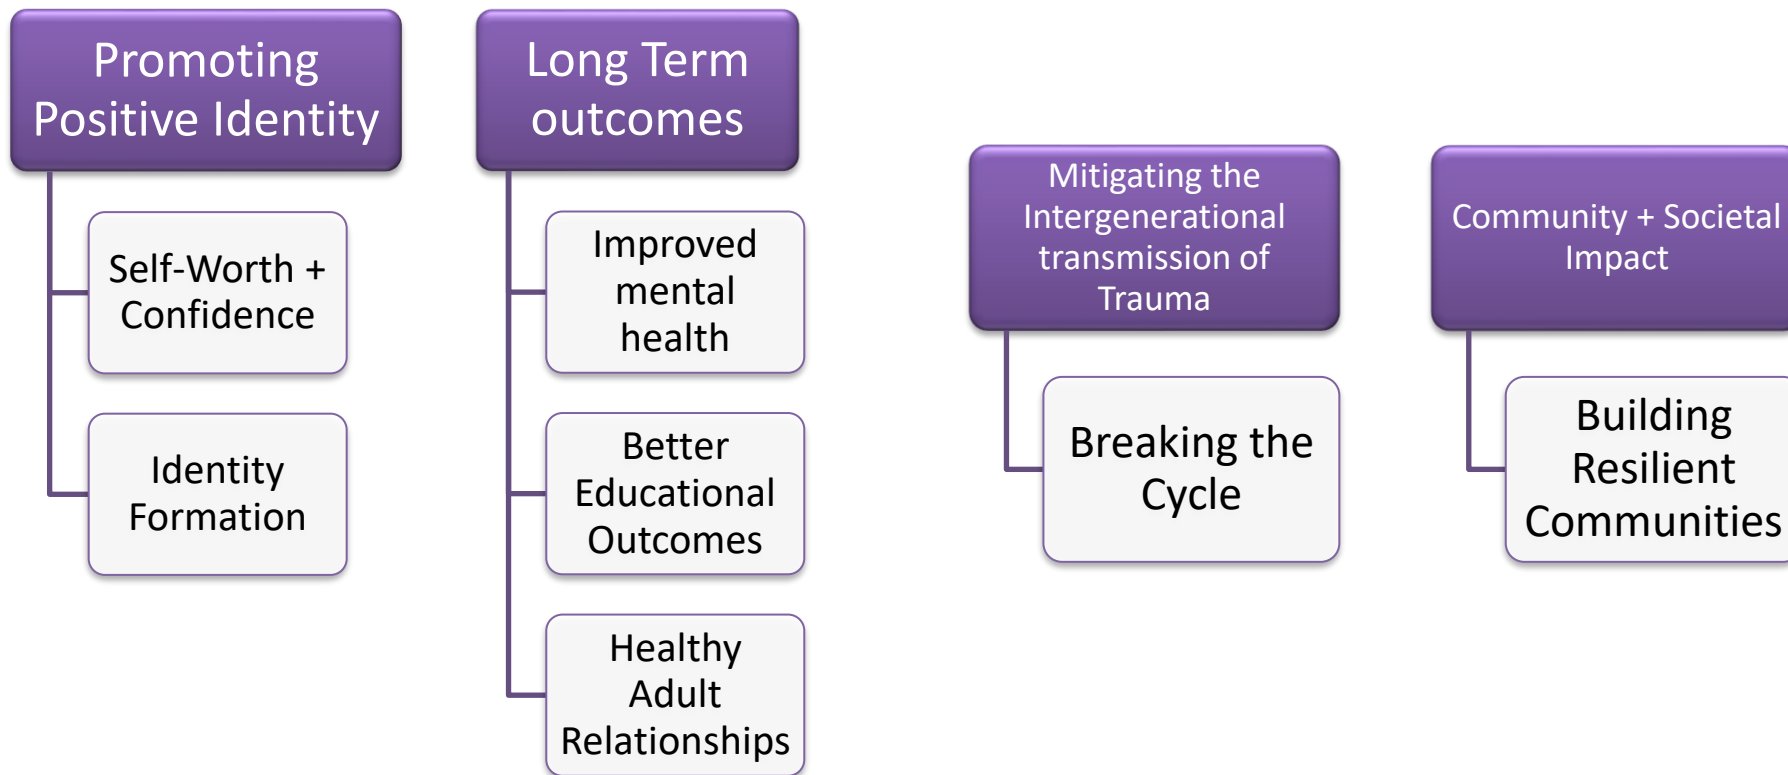 Promoting
Positive Identity
Self-Worth +
Confidence
Identity
Formation
Long Term
outcomes
Improved
mental
health
Better
Educational
Outcomes
Healthy
Adult
Relationships
Mitigating the
Intergenerational
transmission of
Trauma
Breaking the
Cycle
Community + Societal
Impact
Building
Resilient
Communities